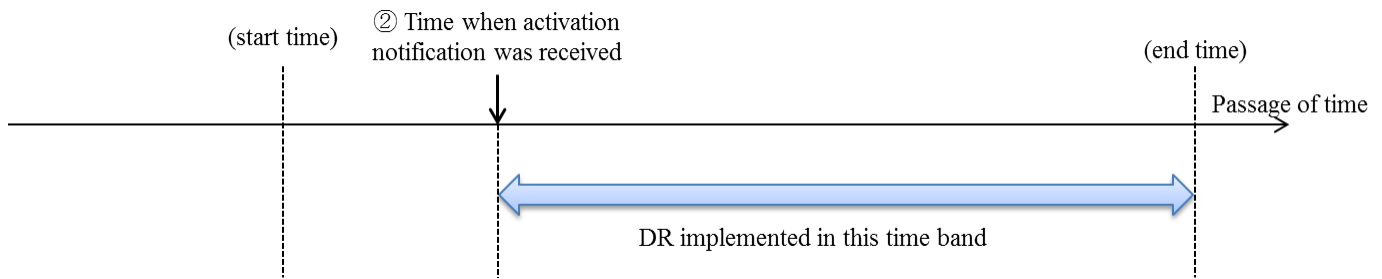 (start time)
② Time when activation
notification was received
(end time)
Passage of time
DR implemented in this time band